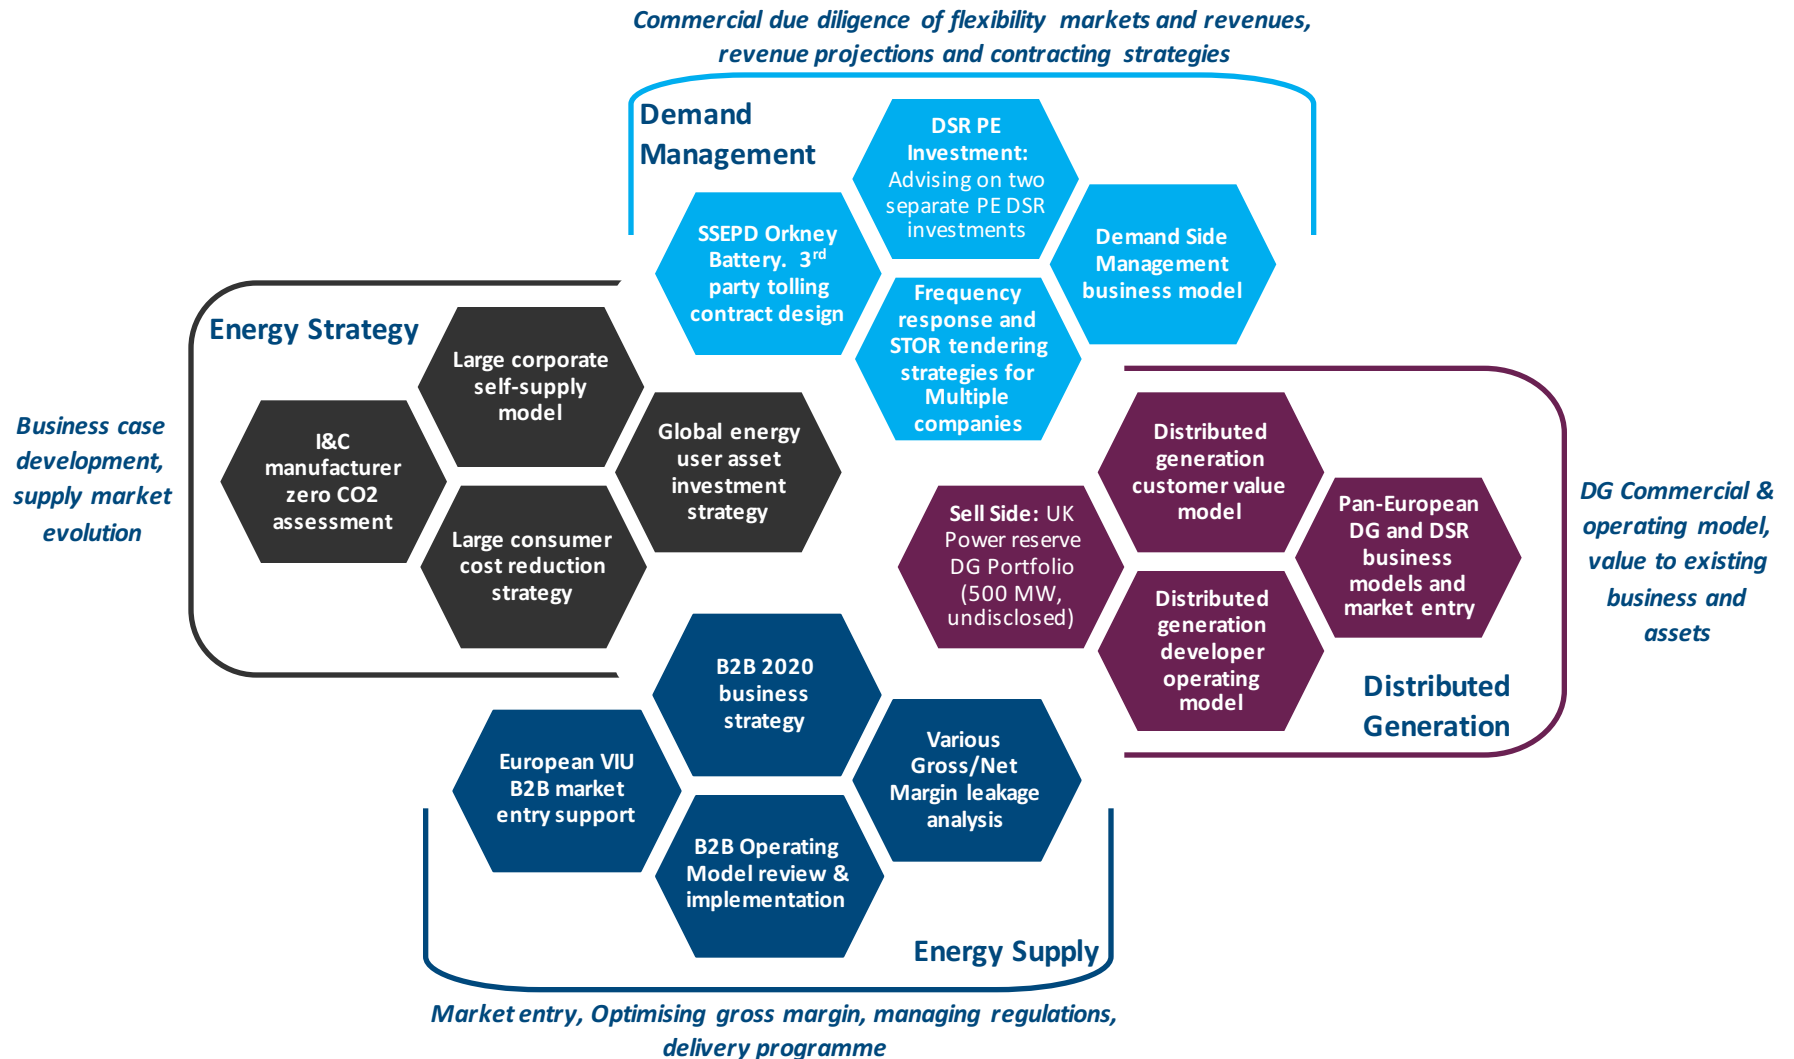 Commercial due diligence of flexibility markets and revenues,
revenue projections and contracting strategies
Demand
Management
DSR PE
Investment:
Advising on two
separate PE DSR
investments
SSEPD Orkney
Battery. 3rd
party tolling
contract design
Demand Side
Management
business model
Frequency
response and
STOR tendering
strategies for
Multiple
companies
Energy Strategy
Large corporate
self-supply
model
I&C
manufacturer
zero CO2
assessment
Global energy
user asset
investment
strategy
Large consumer
cost reduction
strategy
Business case
development,
supply market
evolution
Distributed
generation
customer value
model
Sell Side: UK
Power reserve
DG Portfolio
(500 MW,
undisclosed)
Pan-European
DG and DSR
business
models and
market entry
Distributed
generation
developer
operating
model
Distributed
Generation
DG Commercial &
operating model,
value to existing
business and
assets
B2B 2020
business
strategy
European VIU
B2B market
entry support
Various
Gross/Net
Margin leakage
analysis
B2B Operating
Model review &
implementation
Energy Supply
Market entry, Optimising gross margin, managing regulations,
delivery programme